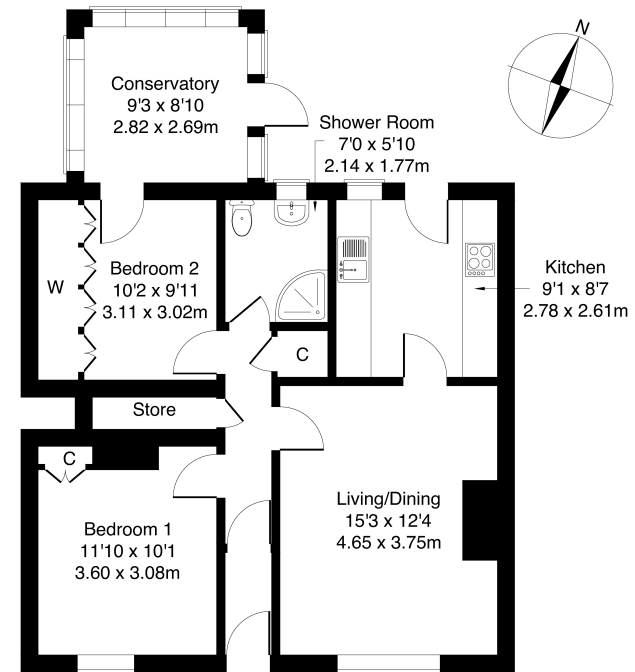 N
Conservatory
9'3 x 8'10
2.82 x 2.69m
Shower Room
7'0 x 5'10
2.14 x 1.77m
W
Bedroom 2
10'2 x 9'11
3.11 x 3.02m
Kitchen
9'1 x 8'7
2.78 x 2.61m
C
Store
C
Bedroom 1
11'10 x 10'1
3.60 x 3.08m
Living/Dining
15'3 x 12'4
4.65 x 3.75m